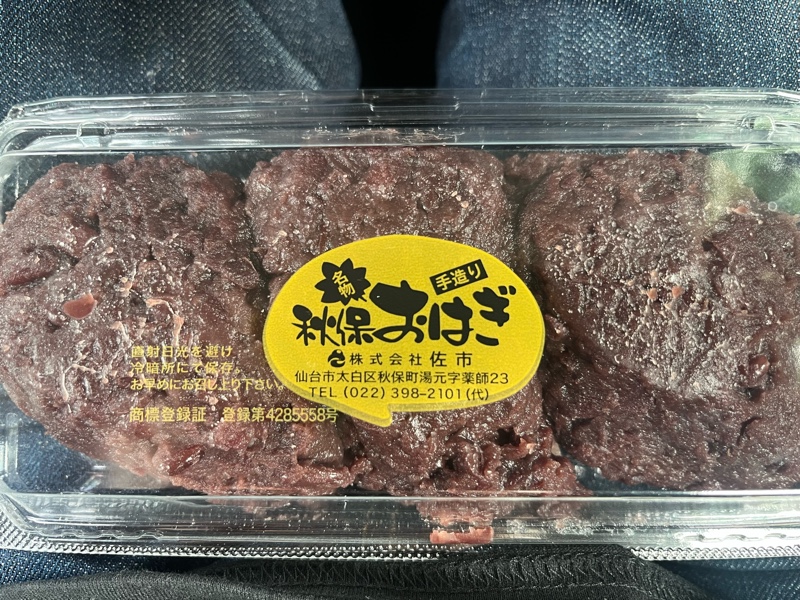 名物
手造り
秋保おはぎ
株式会社 佐市
仙台市太白区秋保町湯元字薬師23
TEL (022) 398-2101(代)
直射日光を避け
冷暗所にて保存。
お早めにお召し上り下さい。
商標登録証 登録第4285558号